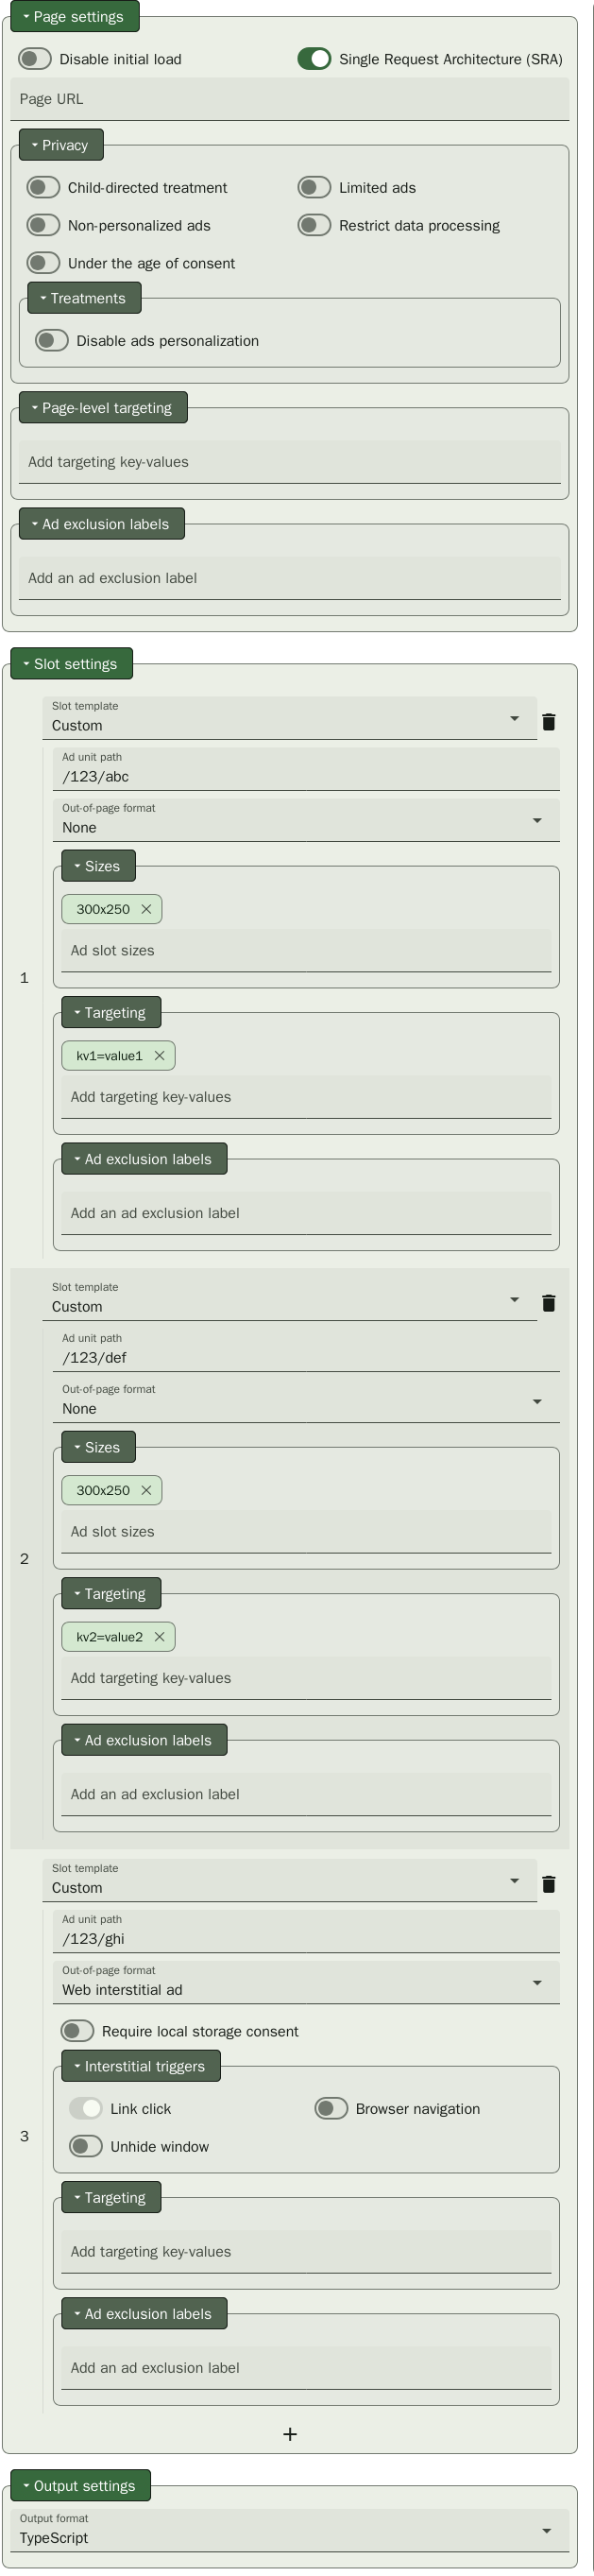 Page settings
Disable initial load
Single Request Architecture (SRA)
Page URL
Privacy
Child-directed treatment
Limited ads
Non-personalized ads
Restrict data processing
Under the age of consent
Treatments
Disable ads personalization
Page-level targeting
Add targeting key-values
Ad exclusion labels
Add an ad exclusion label
Slot settings
1
Slot template
Custom
Ad unit path
/123/abc
Out-of-page format
None
Sizes
300x250
Ad slot sizes
Targeting
kv1=value1
Add targeting key-values
Ad exclusion labels
Add an ad exclusion label
2
Slot template
Custom
Ad unit path
/123/def
Out-of-page format
None
Sizes
300x250
Ad slot sizes
Targeting
kv2=value2
Add targeting key-values
Ad exclusion labels
Add an ad exclusion label
3
Slot template
Custom
Ad unit path
/123/ghi
Out-of-page format
Web interstitial ad
Require local storage consent
Interstitial triggers
Link click
Browser navigation
Unhide window
Targeting
Add targeting key-values
Ad exclusion labels
Add an ad exclusion label
+
Output settings
Output format
TypeScript